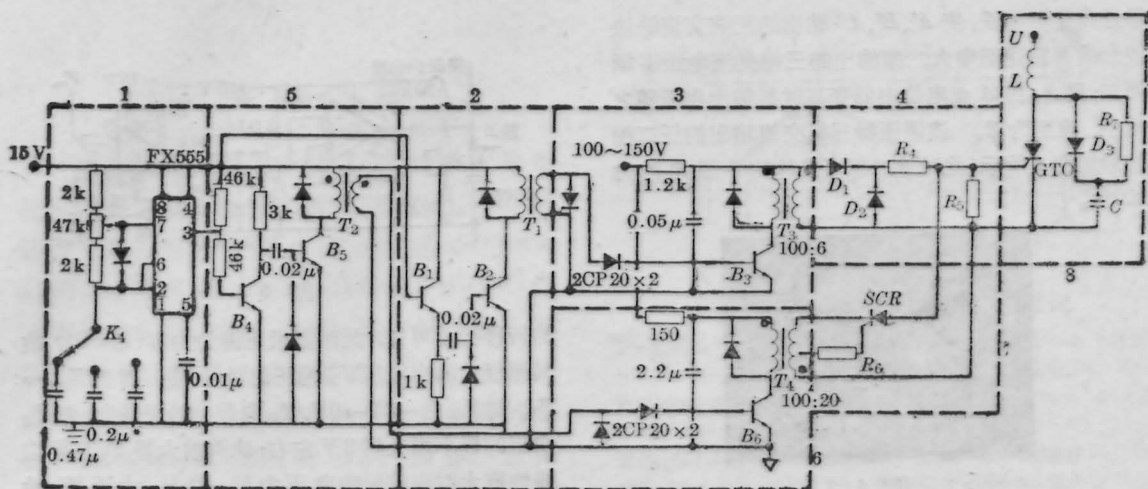 U
L
R₇
D₃
GTO
C
8
1
5
2
3
4
15V
FX555
2k
47k
2k
8
4
7
3
6
2
1
5
46k
3k
46k
0.02μ
B₅
B₄
T₂
B₁
B₂
0.02μ
1k
T₁
100~150V
1.2k
0.05μ
2CP20×2
B₃
T₃
100:6
D₁
D₂
R₄
R₅
150
2.2μ
T₄
100:20
SCR
R₆
2CP20×2
B₆
6
K₄
0.01μ
0.2μ*
0.47μ